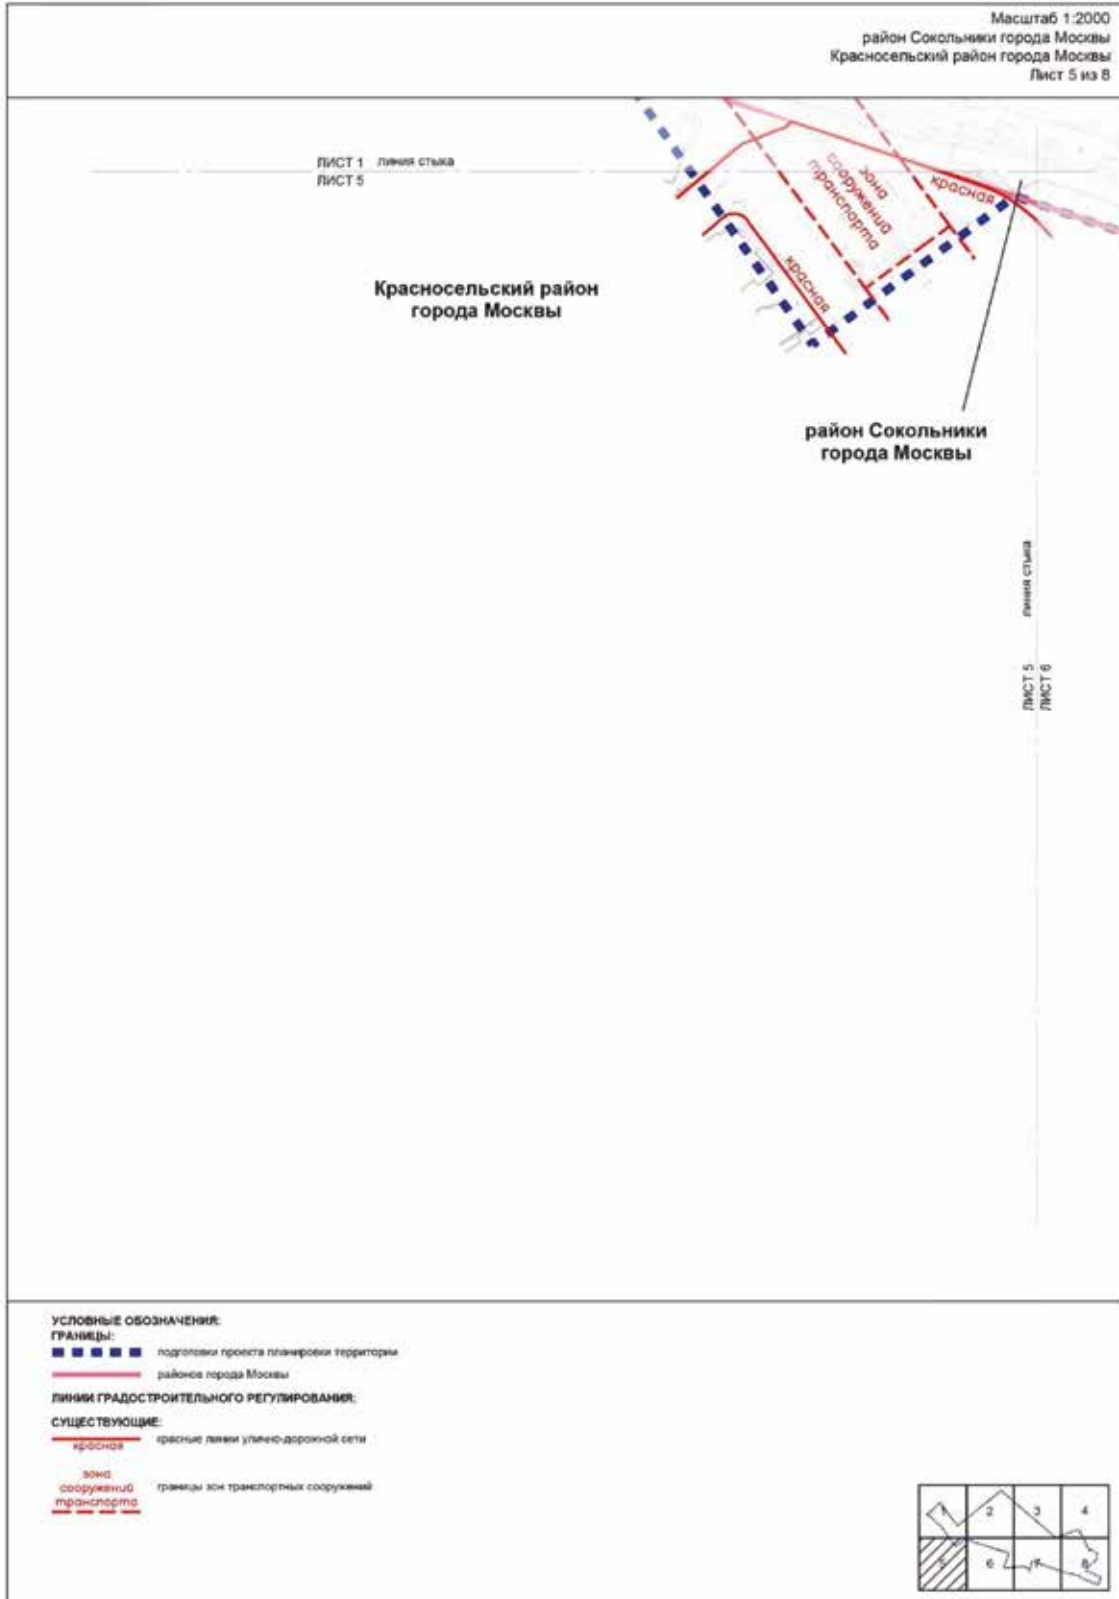 Масштаб 1:2000
район Сокольники города Москвы
Красносельский район города Москвы
Лист 5 из 8
ЛИСТ 1 линия стыка
ЛИСТ 5
зона
сооружений
транспорта
красная
красная
Красносельский район
города Москвы
район Сокольники
города Москвы
линия стыка
ЛИСТ 5
ЛИСТ 6
УСЛОВНЫЕ ОБОЗНАЧЕНИЯ:
ГРАНИЦЫ:
подготовки проекта планировки территории
районов города Москвы
ЛИНИИ ГРАДОСТРОИТЕЛЬНОГО РЕГУЛИРОВАНИЯ:
СУЩЕСТВУЮЩИЕ:
красная красные линии улично-дорожной сети
зона
сооружений
транспорта
границы зон транспортных сооружений
1 2 3 4
5 6 7 8